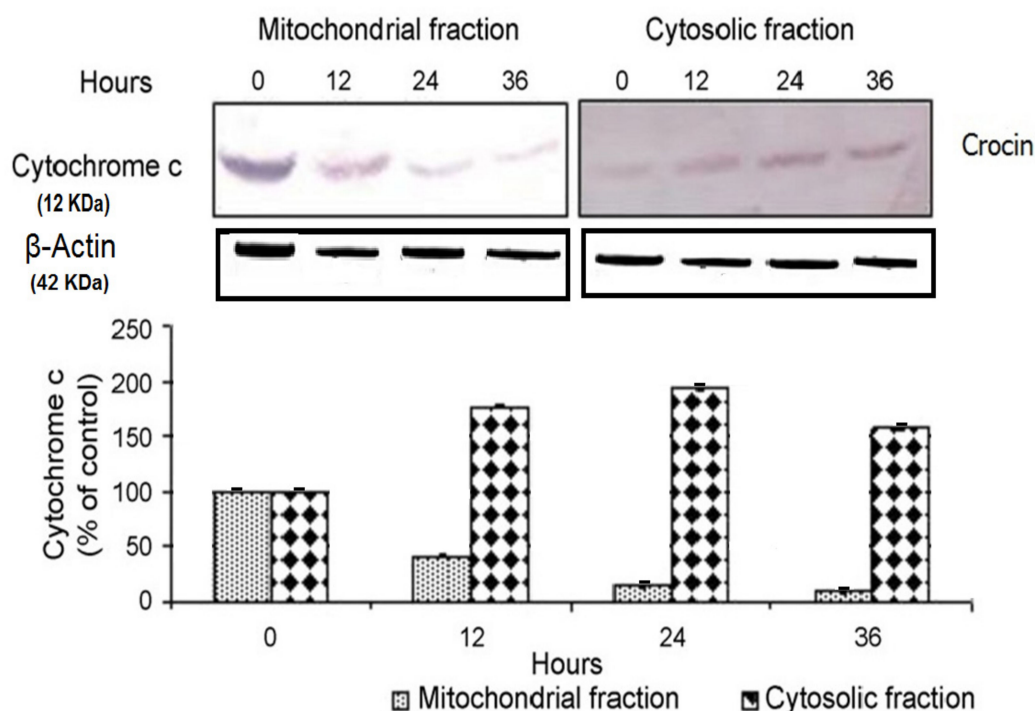 Mitochondrial fraction Cytosolic fraction
Hours 0 12 24 36 0 12 24 36
Cytochrome c Crocin
(12 KDa)
β-Actin
(42 KDa)
Cytochrome c
(% of control)
250
200
150
100
50
0
0 12 24 36
Hours
Mitochondrial fraction Cytosolic fraction